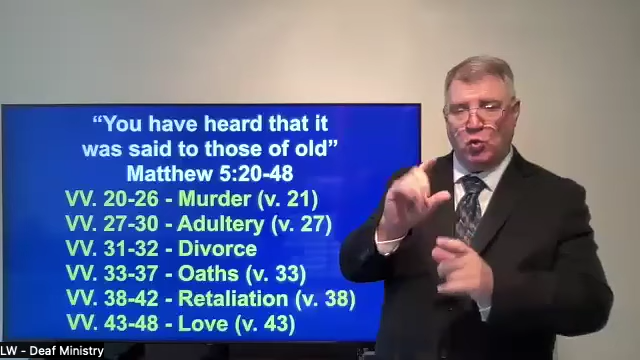 “You have heard that it
was said to those of old”
Matthew 5:20-48
VV. 20-26 - Murder (v. 21)
VV. 27-30 - Adultery (v. 27)
VV. 31-32 - Divorce
VV. 33-37 - Oaths (v. 33)
VV. 38-42 - Retaliation (v. 38)
VV. 43-48 - Love (v. 43)
LW - Deaf Ministry